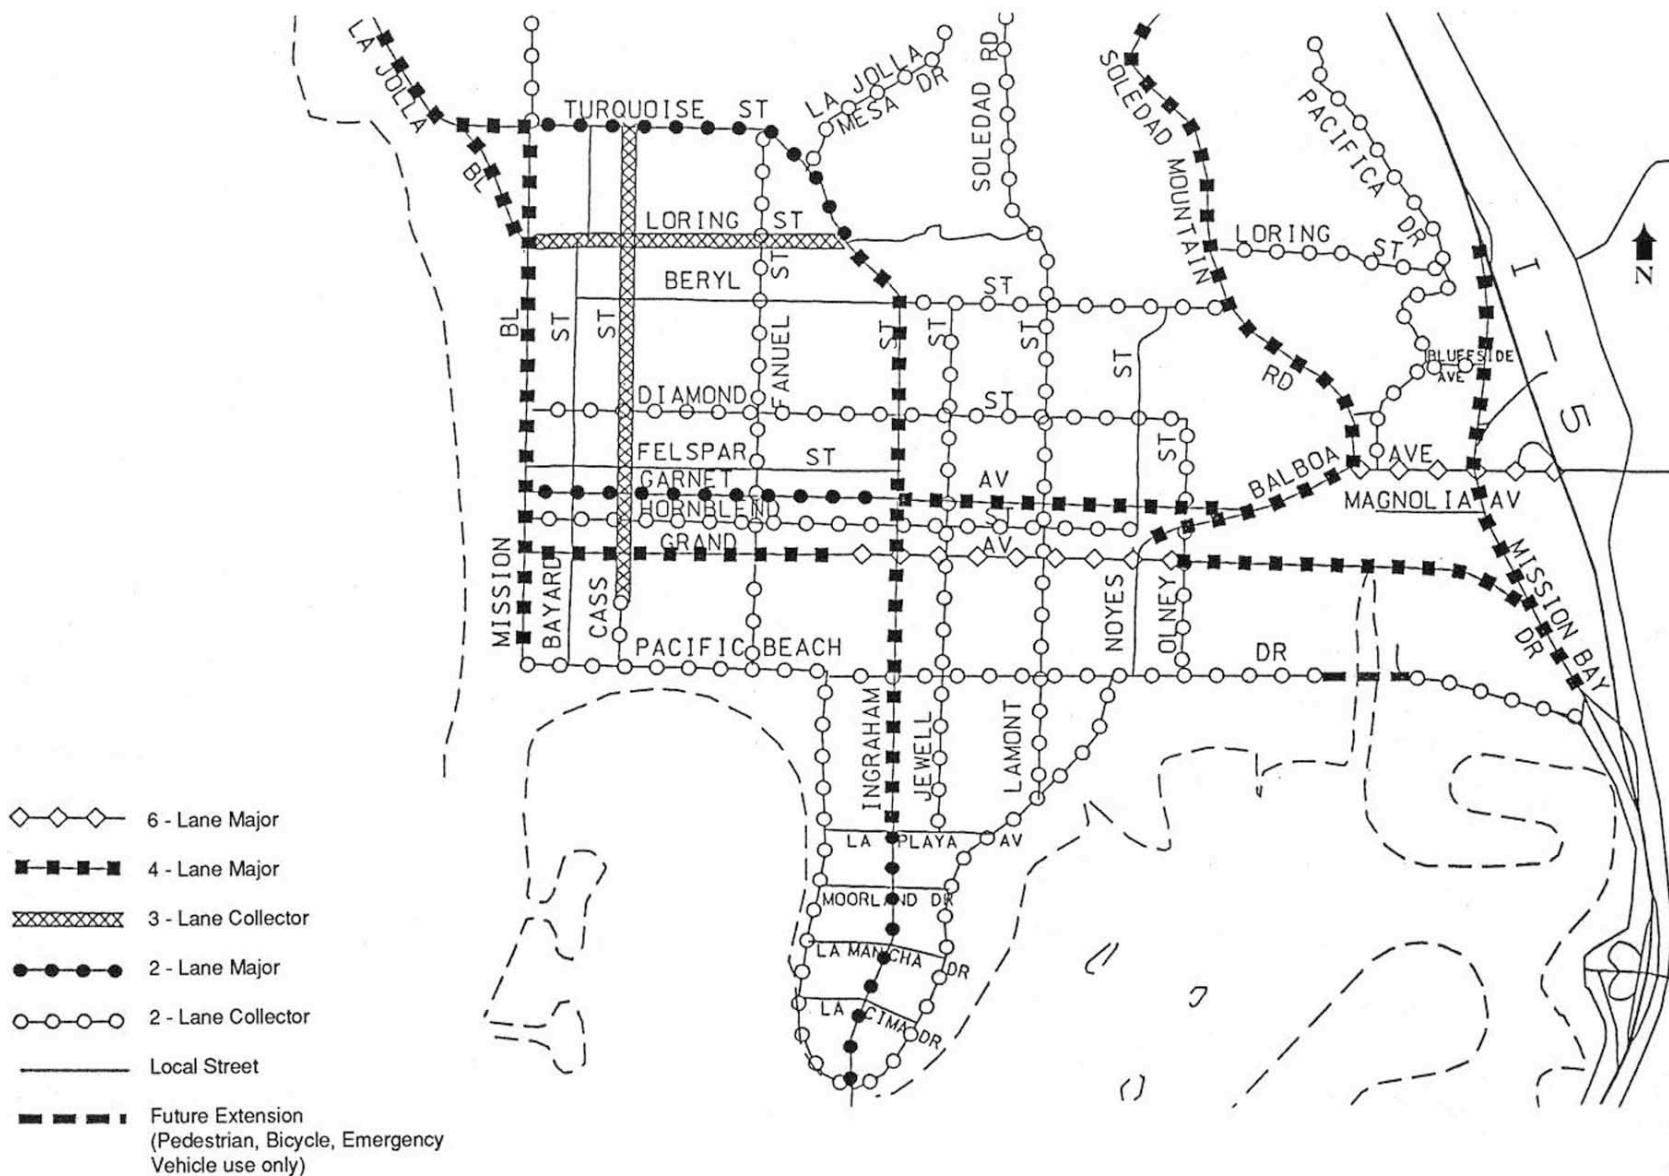 LA JOLLA BL
TURQUOISE ST
LA JOLLA
MESA DR
SOLEDAD RD
SOLEDAD MOUNTAIN RD
PACIFICA DR
I-5
N
LORING ST
LORING ST
BERYL ST
BL
ST
ST
FANUEL ST
ST
ST
ST
ST
ST
BLUFFSIDE
AVE
DIAMOND ST
FELSPAR ST
GARNET AV
BALBOA AVE
MAGNOLIA AV
HORNBLEND ST
GRAND AV
MISSION
BAYARD
CASS
PACIFIC BEACH DR
NOYES
OLNEY
MISSION BAY DR
INGRAHAM
JEWELL
LAMONT
LA PLAYA AV
MOORLAND DR
LA MANCHA DR
LA CIMA DR
6 - Lane Major
4 - Lane Major
3 - Lane Collector
2 - Lane Major
2 - Lane Collector
Local Street
Future Extension
(Pedestrian, Bicycle, Emergency
Vehicle use only)